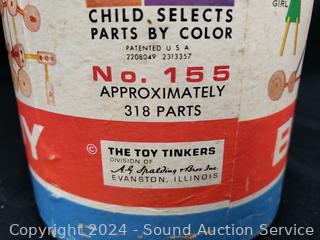 GIRL
CHILD SELECTS
PARTS BY COLOR
PATENTED U S A
2208049 2313357
No. 155
APPROXIMATELY
318 PARTS
© THE TOY TINKERS
DIVISION OF
A.G. Spalding & Bros. Inc.
EVANSTON, ILLINOIS
Copyright © 2024 - Sound Auction Service